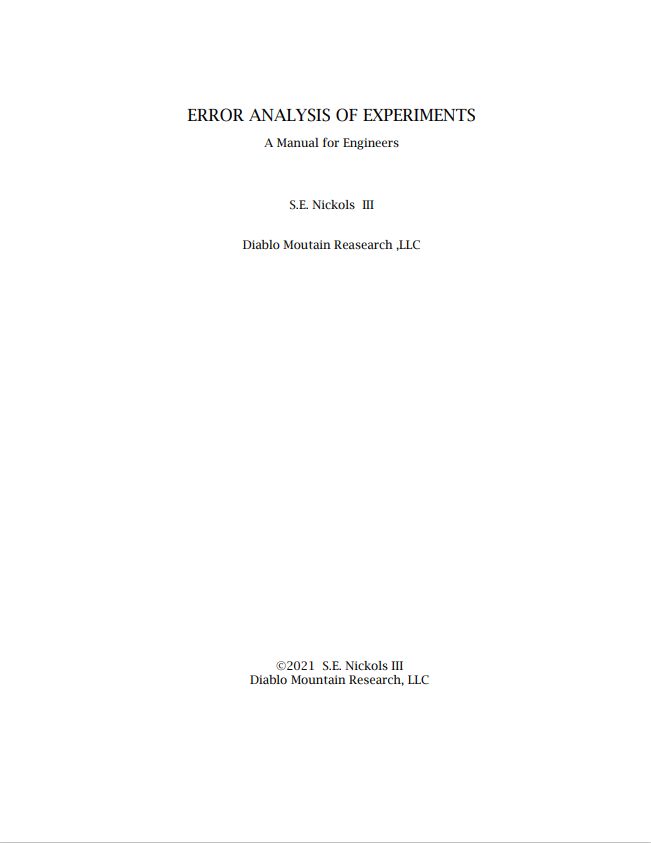 ERROR ANALYSIS OF EXPERIMENTS
A Manual for Engineers
S.E. Nickols III
Diablo Moutain Reasearch ,LLC
©2021 S.E. Nickols III
Diablo Mountain Research, LLC